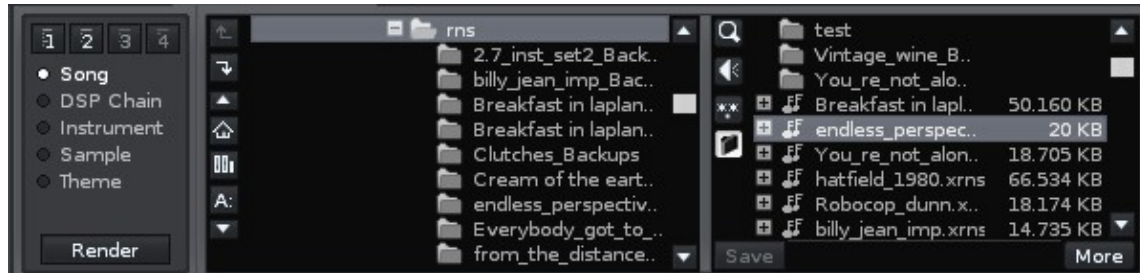 1 2 3 4
Song
DSP Chain
Instrument
Sample
Theme
Render
A:
rns
2.7_inst_set2_Back..
billy_jean_imp_Bac..
Breakfast in laplan..
Breakfast in laplan..
Clutches_Backups
Cream of the eart..
endless_perspectiv..
Everybody_got_to_..
from_the_distance..
test
Vintage_wine_B..
You_re_not_alo..
Breakfast in lapl.. 50.160 KB
endless_perspec.. 20 KB
You_re_not_alon.. 18.705 KB
hatfield_1980.xrns 66.534 KB
Robocop_dunn.x.. 18.174 KB
billy_jean_imp.xrns 14.735 KB
Save
More